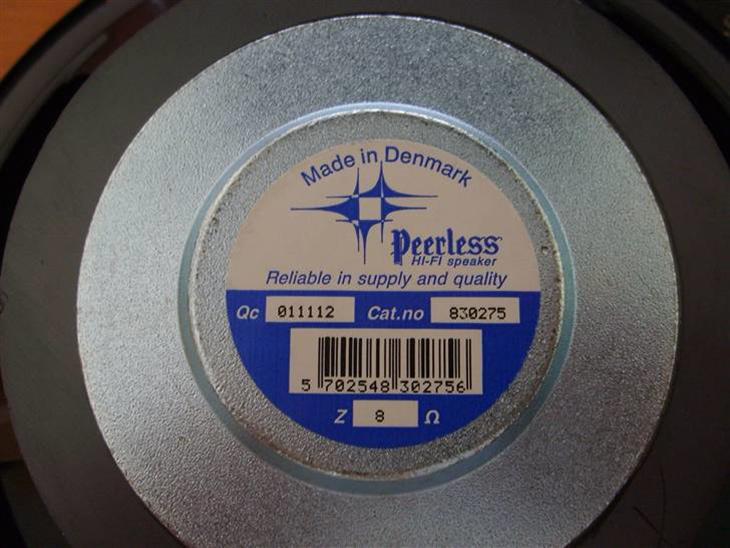 Made in Denmark
Peerless
HI-FI speaker
Reliable in supply and quality
Qc 011112 Cat.no 830275
5 702548 302756
Z 8 Ω